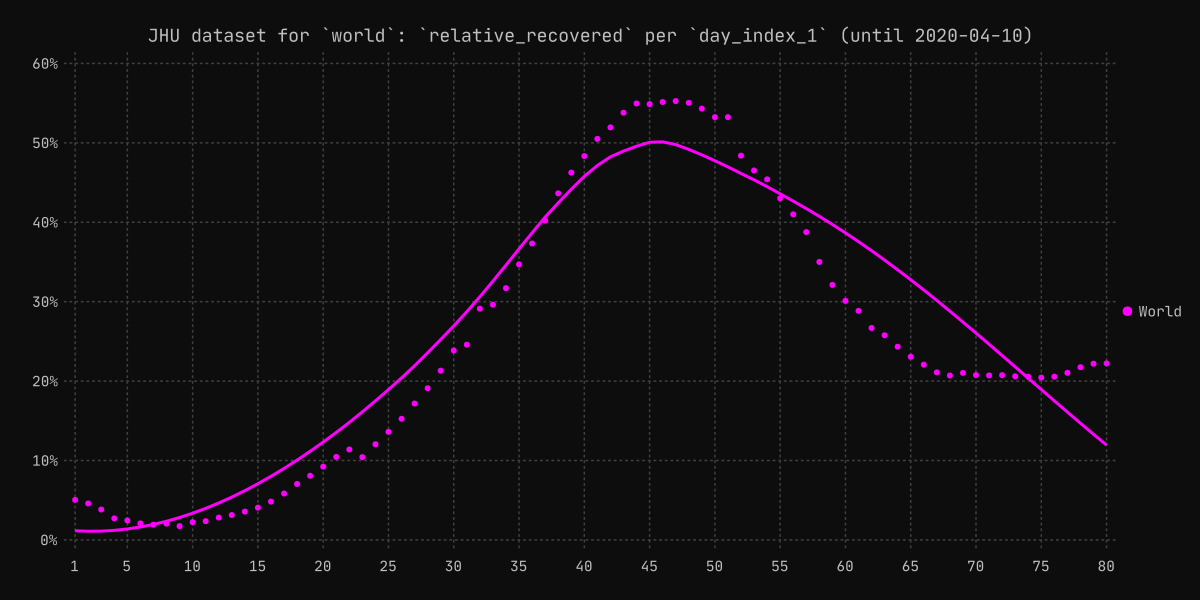 JHU dataset for `world`: `relative_recovered` per `day_index_1` (until 2020-04-10)
60%
50%
40%
30%
20%
10%
0%
World
1 5 10 15 20 25 30 35 40 45 50 55 60 65 70 75 80